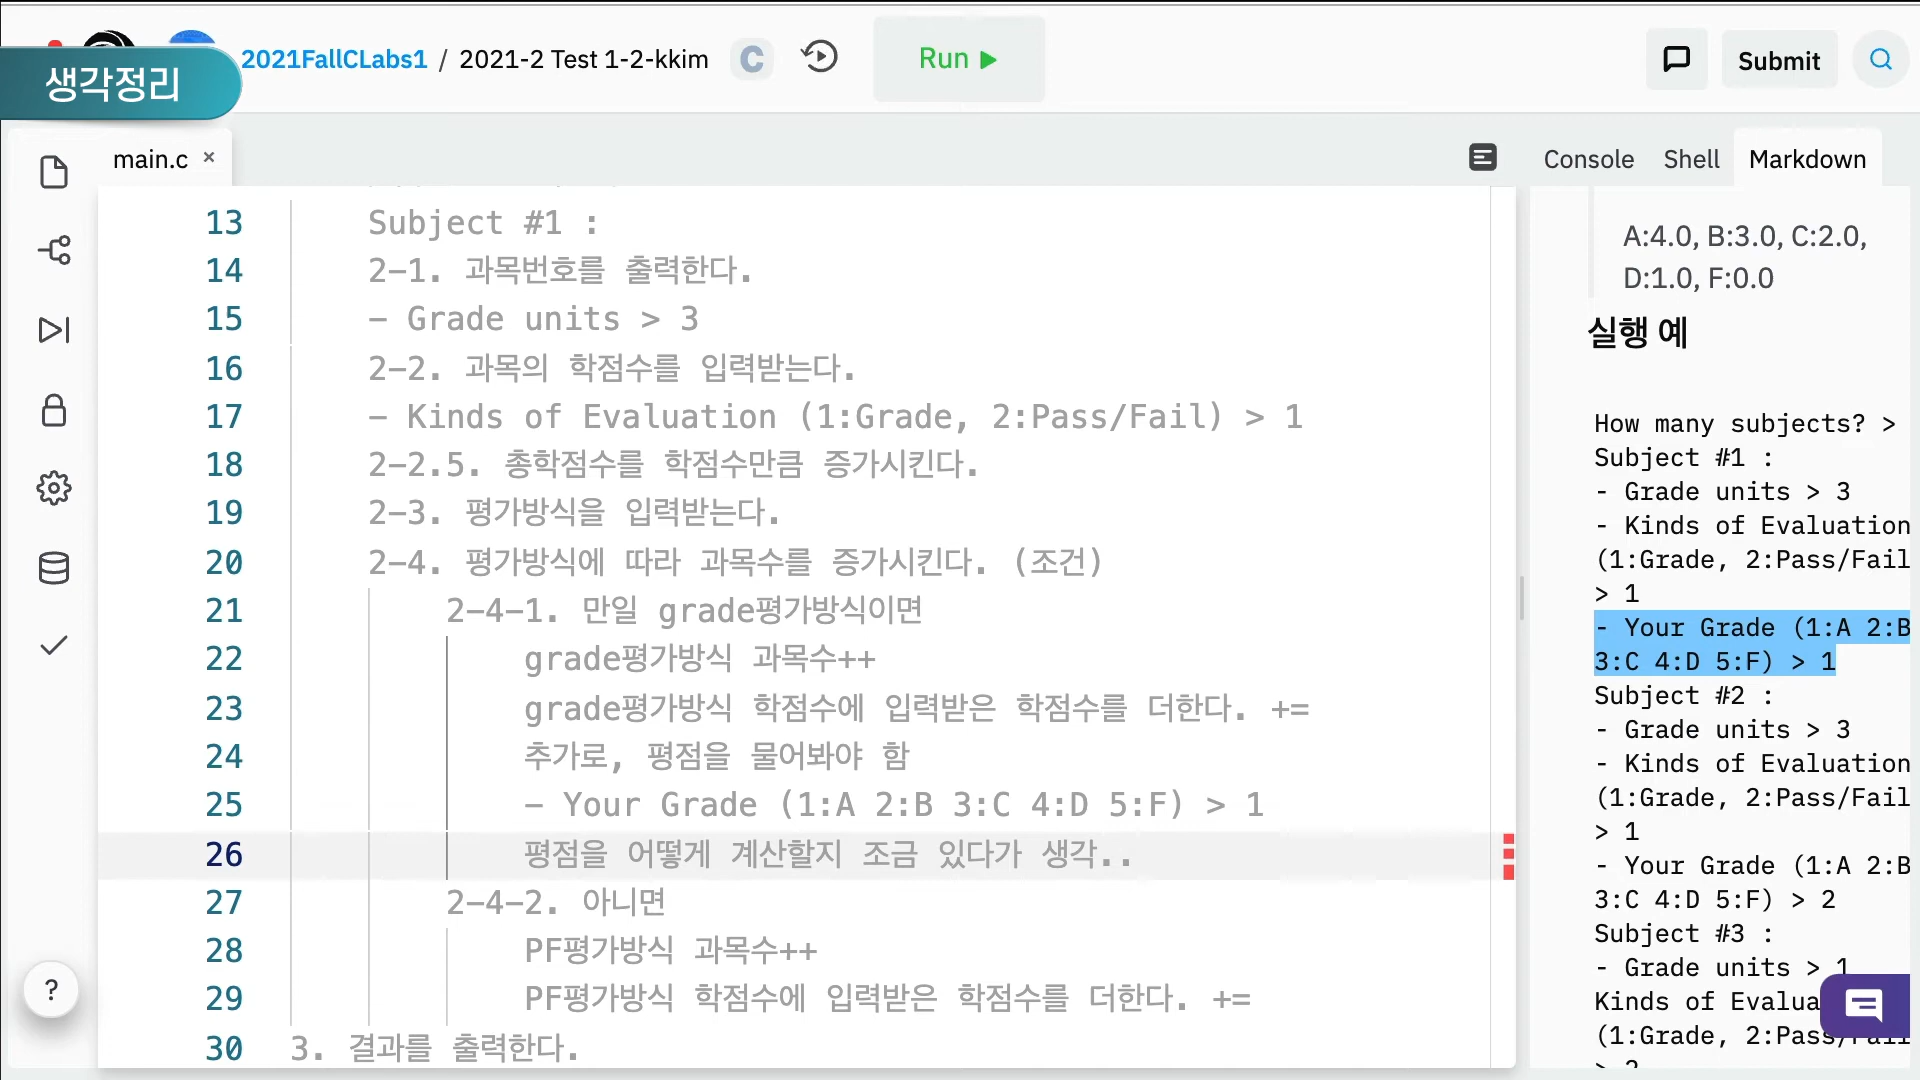 생각정리
2021FallCLabs1 / 2021-2 Test 1-2-kkim C Run Submit
main.c × Console Shell Markdown
13 Subject #1 :
14 2-1. 과목번호를 출력한다.
15 - Grade units > 3
16 2-2. 과목의 학점수를 입력받는다.
17 - Kinds of Evaluation (1:Grade, 2:Pass/Fail) > 1
18 2-2.5. 총학점수를 학점수만큼 증가시킨다.
19 2-3. 평가방식을 입력받는다.
20 2-4. 평가방식에 따라 과목수를 증가시킨다. (조건)
21 2-4-1. 만일 grade평가방식이면
22 grade평가방식 과목수++
23 grade평가방식 학점수에 입력받은 학점수를 더한다. +=
24 추가로, 평점을 물어봐야 함
25 - Your Grade (1:A 2:B 3:C 4:D 5:F) > 1
26 평점을 어떻게 계산할지 조금 있다가 생각..
27 2-4-2. 아니면
28 PF평가방식 과목수++
29 PF평가방식 학점수에 입력받은 학점수를 더한다. +=
30 3. 결과를 출력한다.
A:4.0, B:3.0, C:2.0,
D:1.0, F:0.0
실행 예
How many subjects? >
Subject #1 :
- Grade units > 3
- Kinds of Evaluation
(1:Grade, 2:Pass/Fail
> 1
- Your Grade (1:A 2:B
3:C 4:D 5:F) > 1
Subject #2 :
- Grade units > 3
- Kinds of Evaluation
(1:Grade, 2:Pass/Fail
> 1
- Your Grade (1:A 2:B
3:C 4:D 5:F) > 2
Subject #3 :
- Grade units > 1
Kinds of Evalua
(1:Grade, 2:Pass/
?